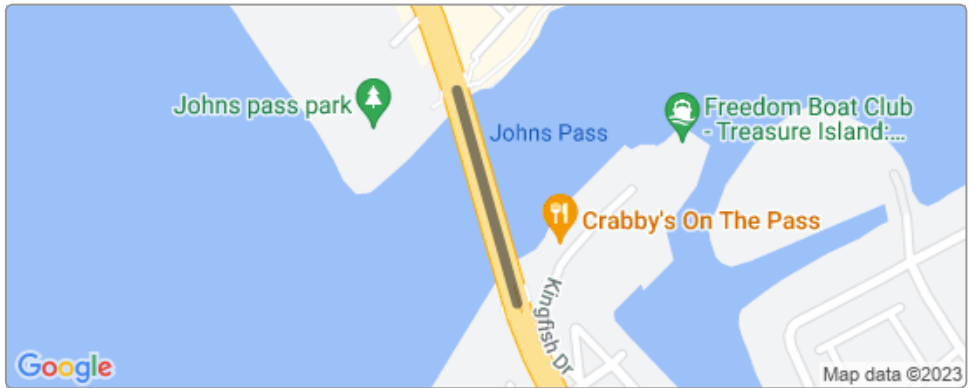 Johns pass park
Johns Pass
Freedom Boat Club
- Treasure Island:...
Crabby's On The Pass
Kingfish Dr
Google
Map data ©2023